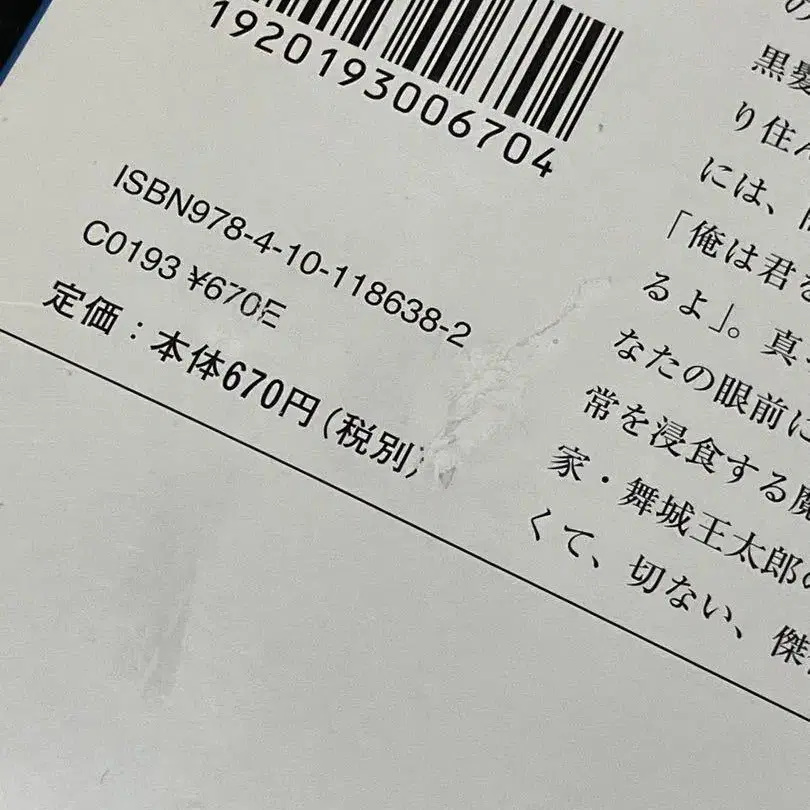 1920193006704
ISBN978-4-10-118638-2
C0193 ¥670E
定価：本体670円（税別）
の
黒髪
り住ん
には、
「俺は君を
るよ」。真
なたの眼前に
常を浸食する魔
家・舞城王太郎の
くて、切ない、傑